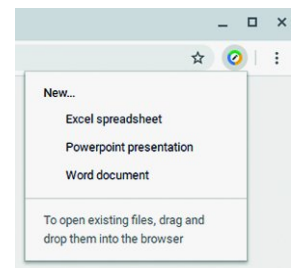 New...
Excel spreadsheet
Powerpoint presentation
Word document
To open existing files, drag and
drop them into the browser